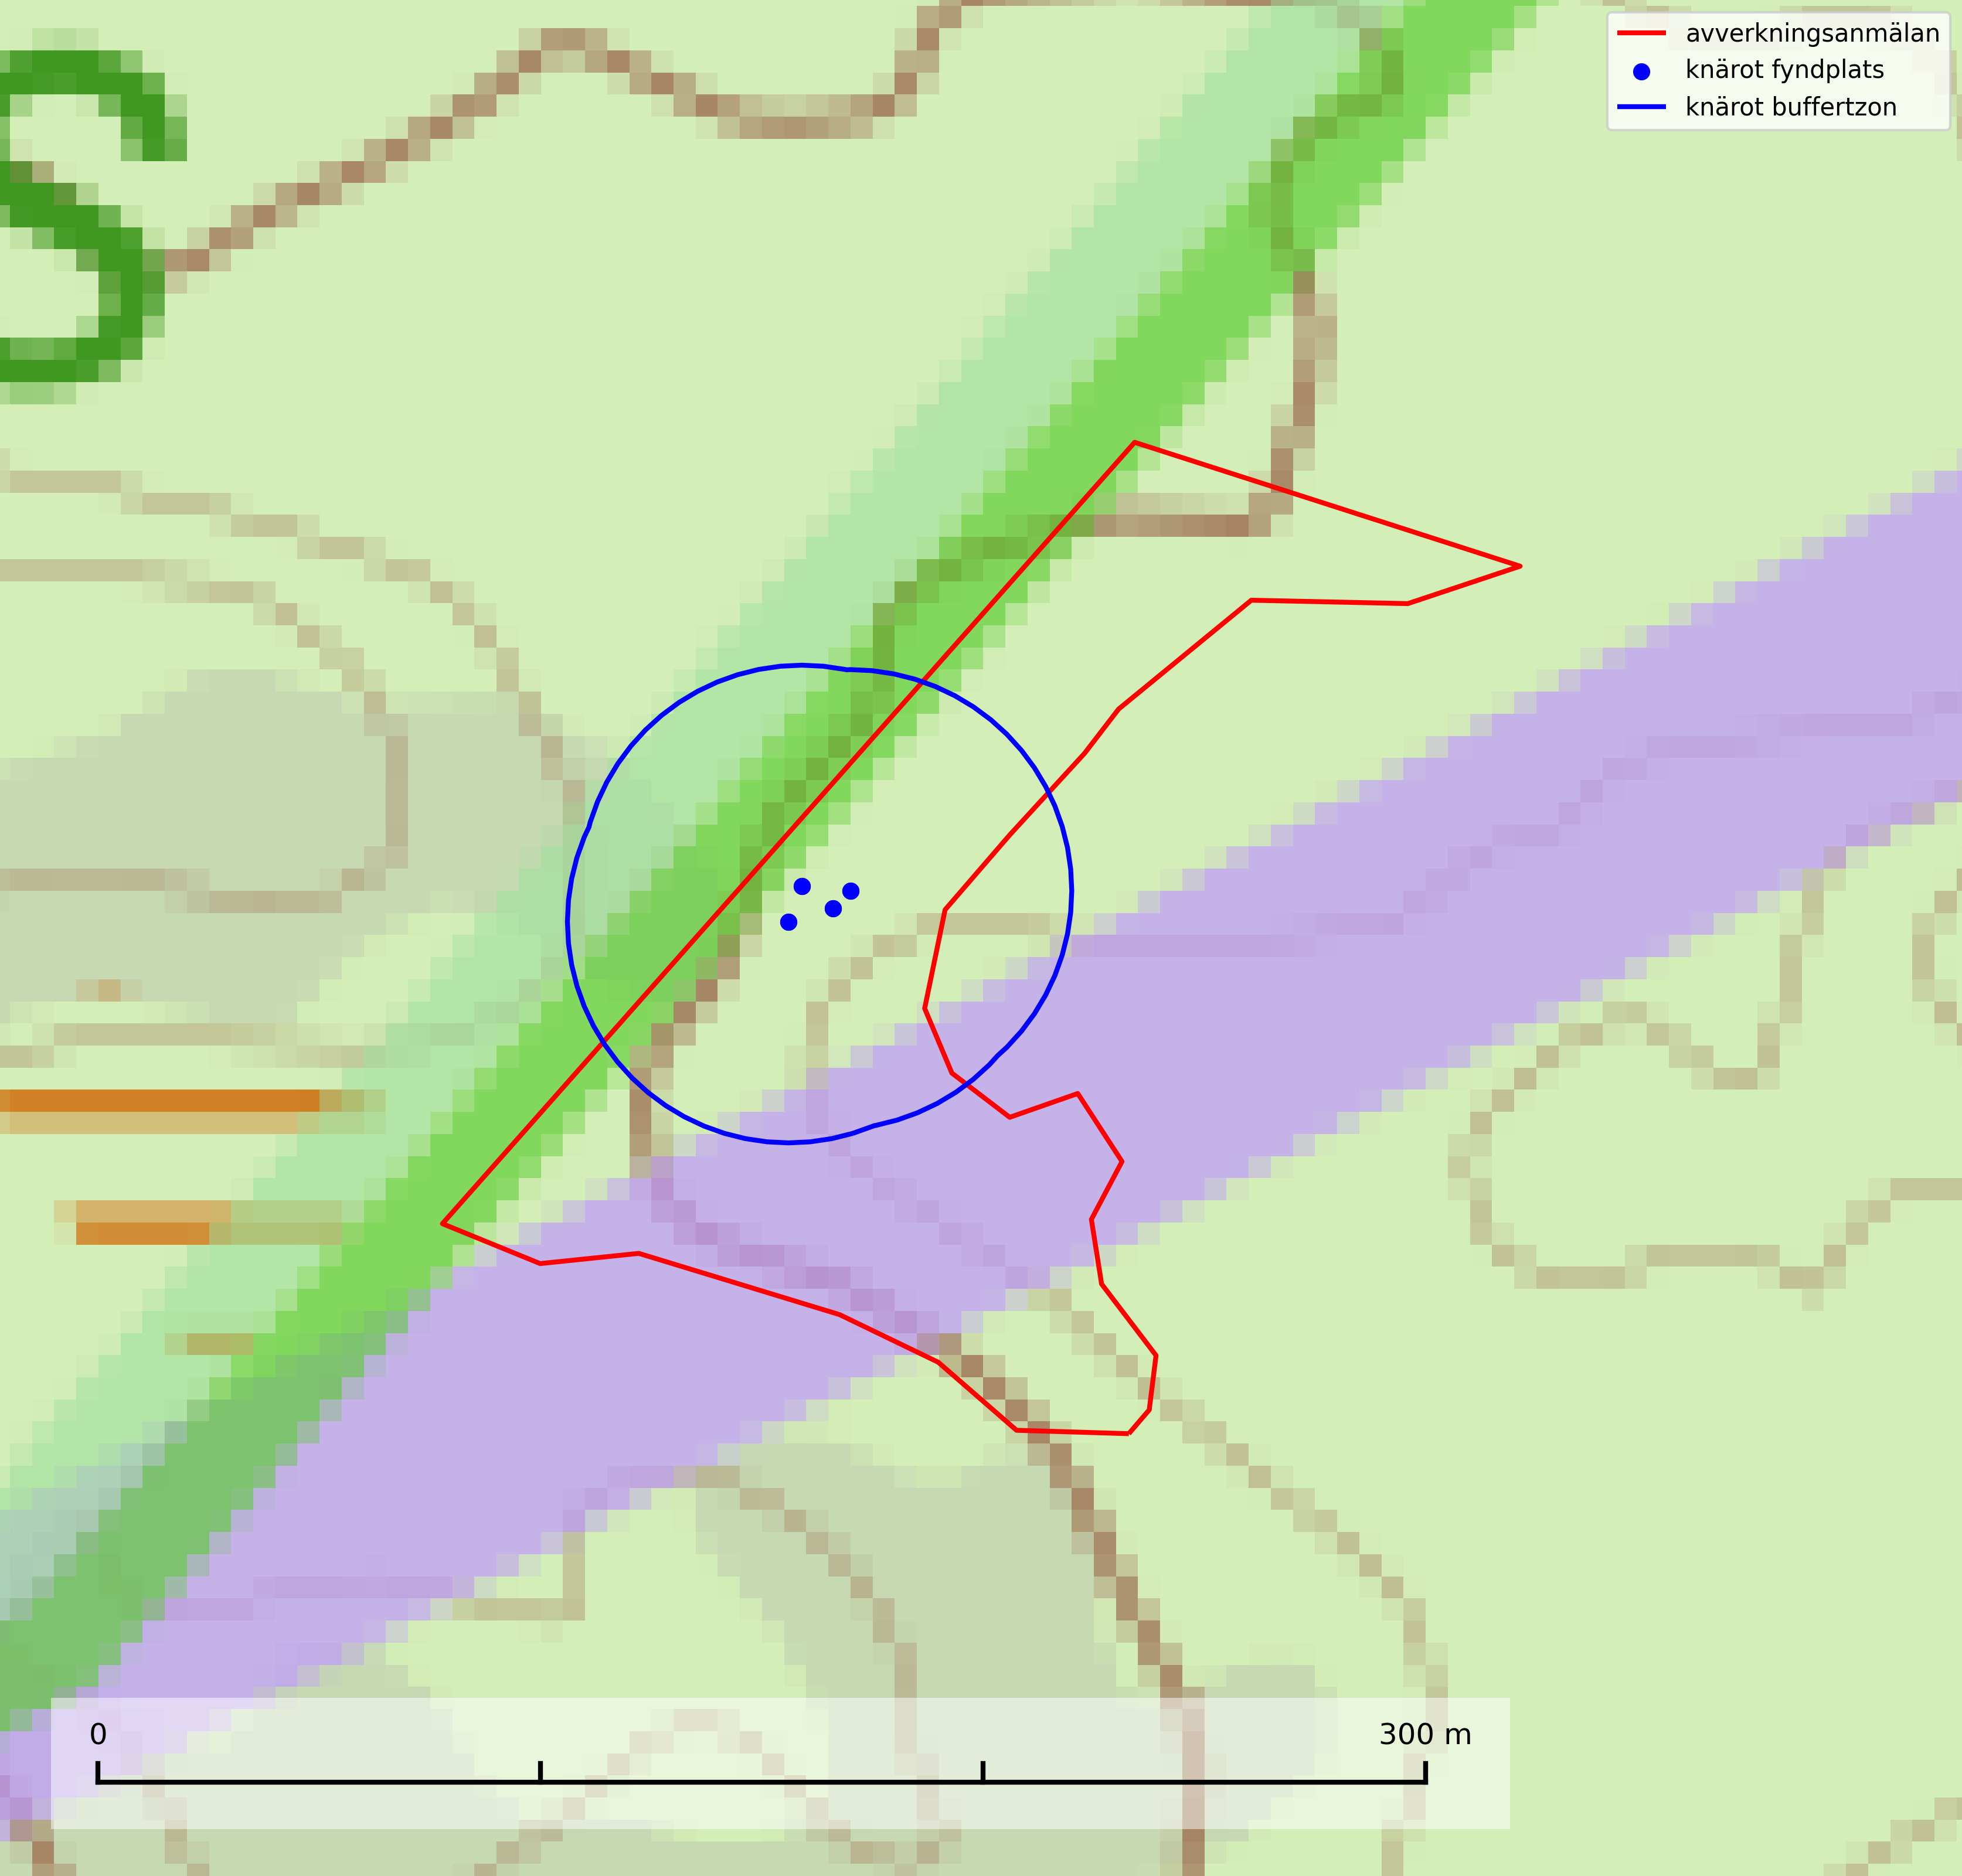 avverkningsanmälan
knärot fyndplats
knärot buffertzon
0 300 m